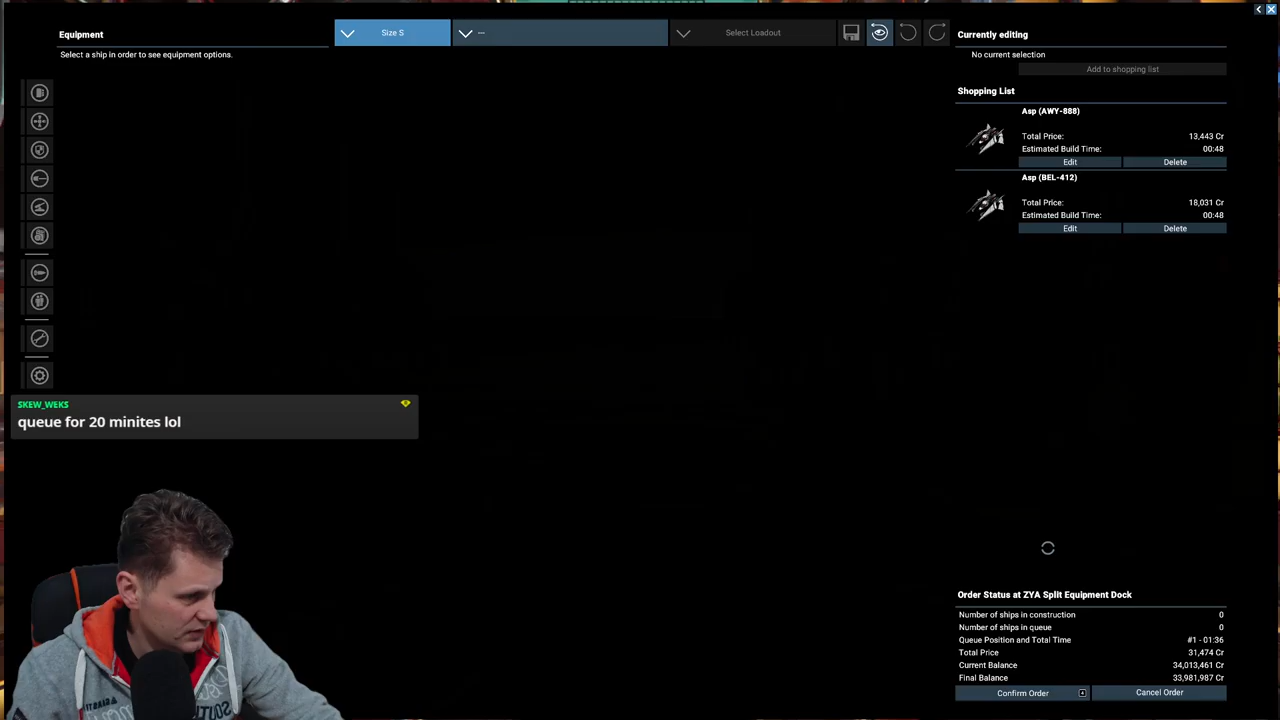 Equipment
Select a ship in order to see equipment options.
Size S
---
Select Loadout
Currently editing
No current selection
Add to shopping list
Shopping List
Asp (AWY-888)
Total Price: 13,443 Cr
Estimated Build Time: 00:48
Edit Delete
Asp (BEL-412)
Total Price: 18,031 Cr
Estimated Build Time: 00:48
Edit Delete
SKEW_WEKS
queue for 20 minites lol
Order Status at ZYA Split Equipment Dock
Number of ships in construction 0
Number of ships in queue 0
Queue Position and Total Time #1 - 01:36
Total Price 31,474 Cr
Current Balance 34,013,461 Cr
Final Balance 33,981,987 Cr
Confirm Order Cancel Order